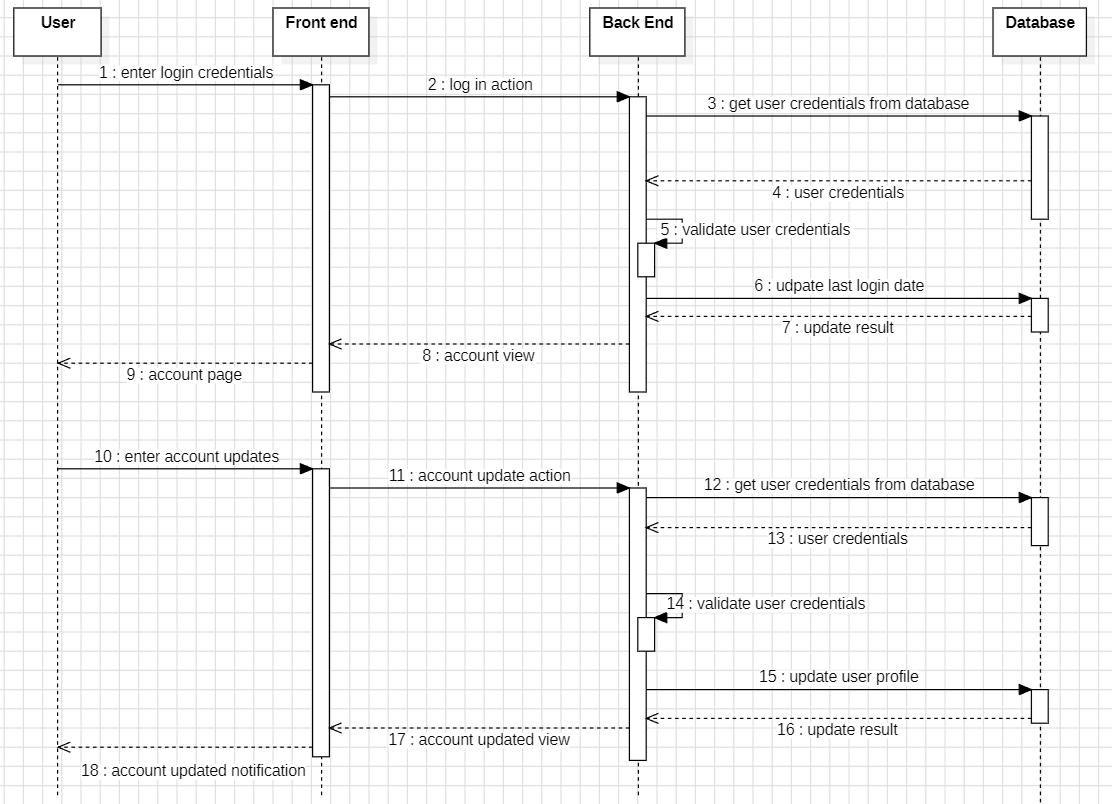 User
Front end
Back End
Database
1 : enter login credentials
2 : log in action
3 : get user credentials from database
4 : user credentials
5 : validate user credentials
6 : udpate last login date
7 : update result
8 : account view
9 : account page
10 : enter account updates
11 : account update action
12 : get user credentials from database
13 : user credentials
14 : validate user credentials
15 : update user profile
16 : update result
17 : account updated view
18 : account updated notification